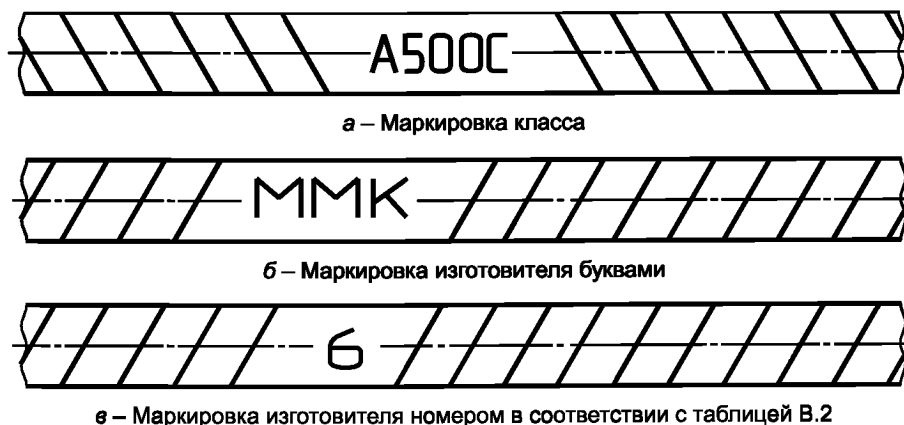 А500С
а – Маркировка класса
ММК
б – Маркировка изготовителя буквами
6
в – Маркировка изготовителя номером в соответствии с таблицей В.2